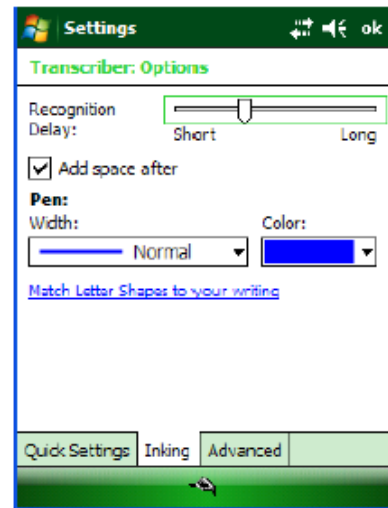 Settings ok
Transcriber: Options
Recognition
Delay:
Short Long
Add space after
Pen:
Width: Color:
Normal
Match Letter Shapes to your writing
Quick Settings Inking Advanced